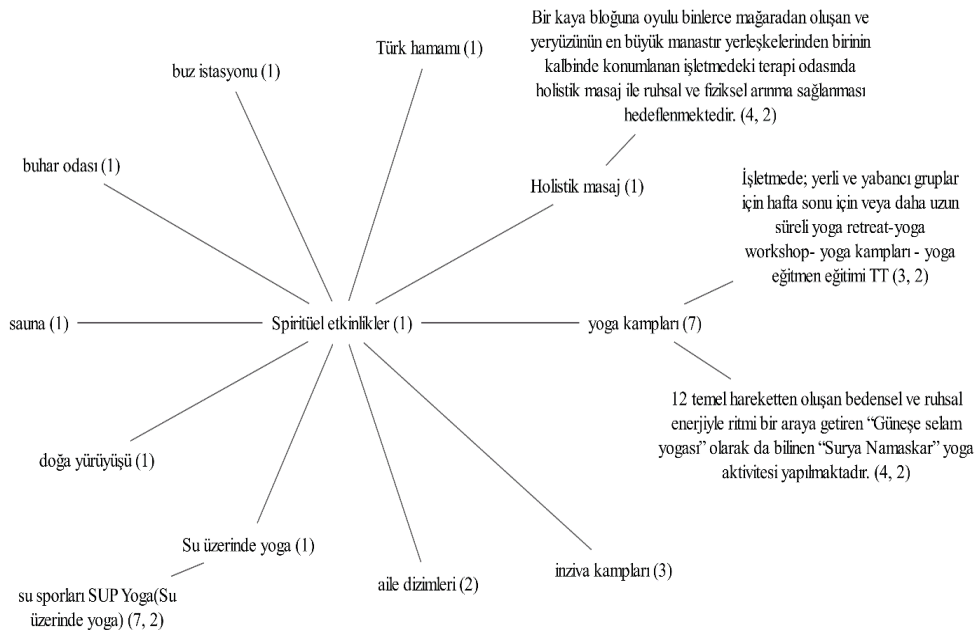 Bir kaya bloğuna oyulu binlerce mağaradan oluşan ve
yeryüzünün en büyük manastır yerleşkelerinden birinin
kalbinde konumlanan işletmedeki terapi odasında
holistik masaj ile ruhsal ve fiziksel arınma sağlanması
hedeflenmektedir. (4, 2)
Türk hamamı (1)
buz istasyonu (1)
buhar odası (1)
Holistik masaj (1)
İşletmede; yerli ve yabancı gruplar
için hafta sonu için veya daha uzun
süreli yoga retreat-yoga
workshop- yoga kampları - yoga
eğitmen eğitimi TT (3, 2)
sauna (1)
Spiritüel etkinlikler (1)
yoga kampları (7)
12 temel hareketten oluşan bedensel ve ruhsal
enerjiyle ritmi bir araya getiren “Güneşe selam
yogası” olarak da bilinen “Surya Namaskar” yoga
aktivitesi yapılmaktadır. (4, 2)
doğa yürüyüşü (1)
Su üzerinde yoga (1)
su sporları SUP Yoga(Su
üzerinde yoga) (7, 2)
aile dizimleri (2)
inziva kampları (3)